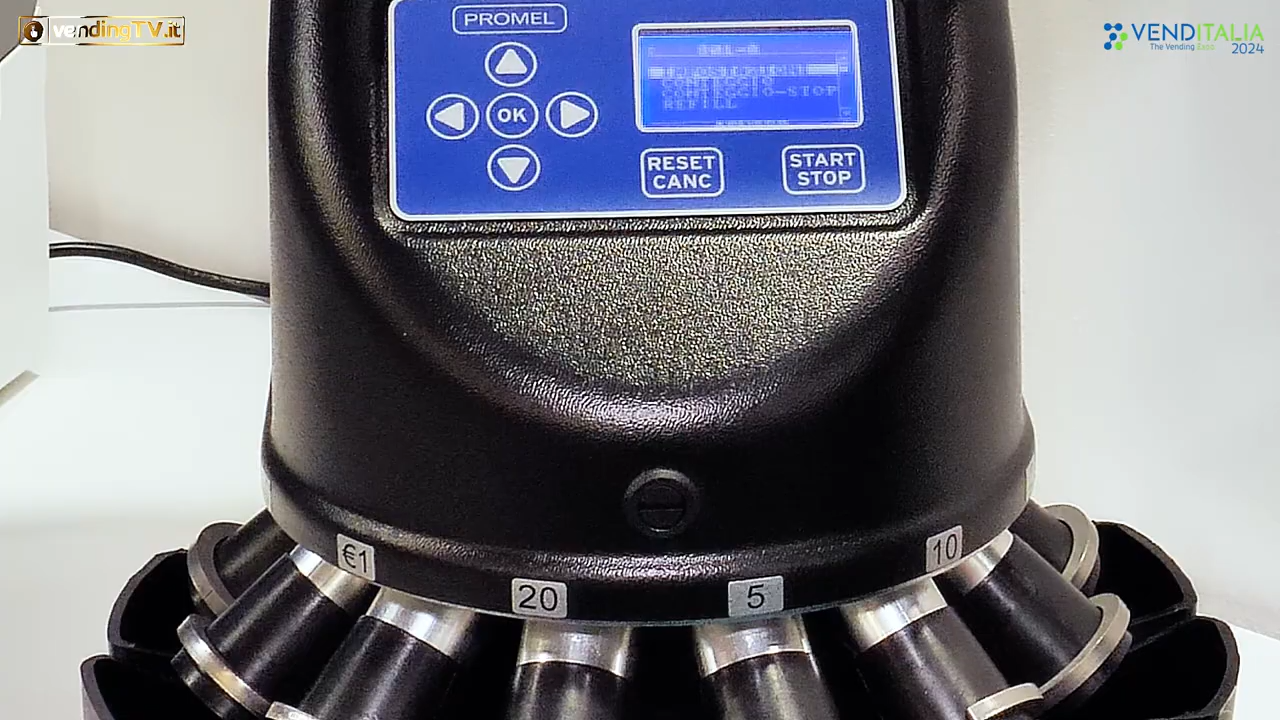 vendingTV.it
VENDITALIA
The Vending Expo 2024
PROMEL
OK
CONTEGGIO
CONTEGGIO-STOP
REFILL
RESET
CANC
START
STOP
€1
20
5
10